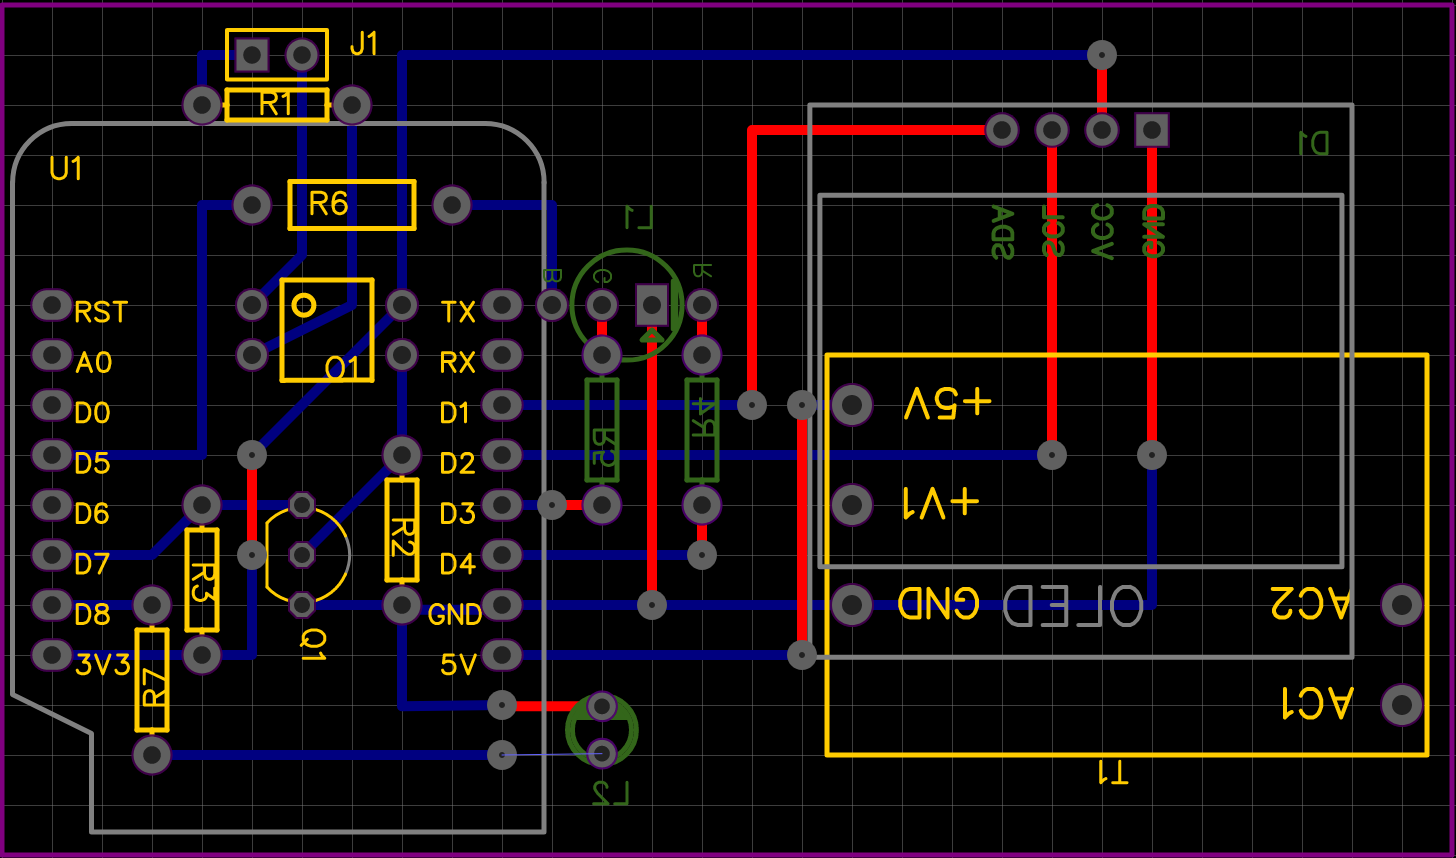 J1
R1
U1
D1
R6
L1
SDA
SCL
VCC
GND
B
G
R
RST
TX
A0
O1
RX
D0
D1
+5V
R5
R4
D5
D2
D6
D3
+V1
R2
D7
D4
R3
D8
GND
GND
OLED
AC2
Q1
3V3
5V
R7
AC1
T1
L2